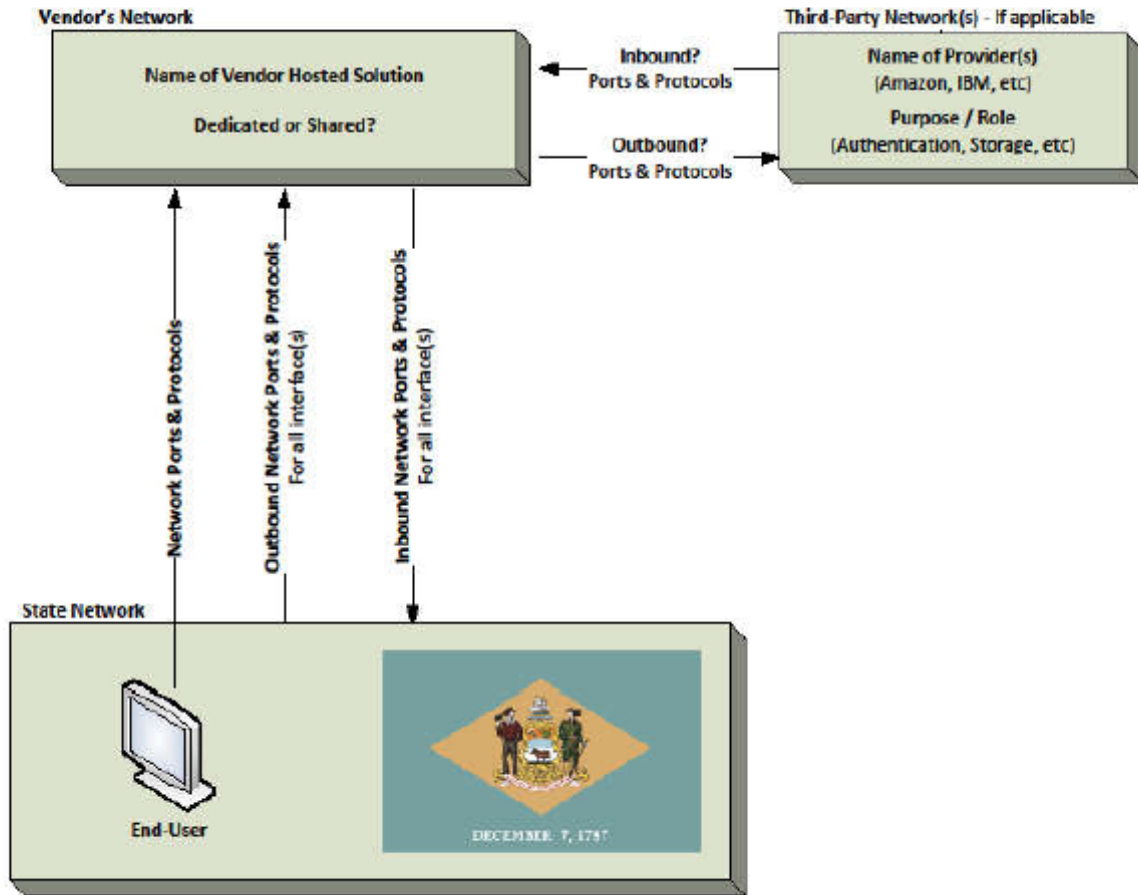 Vendor's Network
Name of Vendor Hosted Solution
Dedicated or Shared?
Third-Party Network(s) - If applicable
Name of Provider(s)
(Amazon, IBM, etc)
Purpose / Role
(Authentication, Storage, etc)
Inbound?
Ports & Protocols
Outbound?
Ports & Protocols
Network Ports & Protocols
Outbound Network Ports & Protocols
For all interface(s)
Inbound Network Ports & Protocols
For all interface(s)
State Network
End-User
DECEMBER 7, 1787